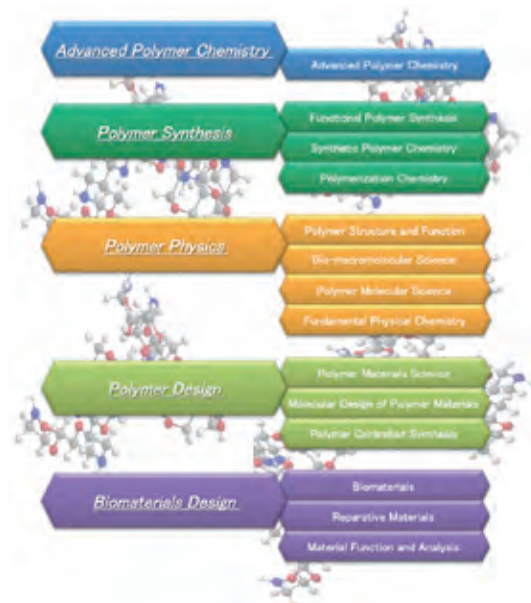 Advanced Polymer Chemistry
Advanced Polymer Chemistry
Polymer Synthesis
Functional Polymer Synthesis
Synthetic Polymer Chemistry
Polymerization Chemistry
Polymer Physics
Polymer Structure and Function
Bio-macromolecular Science
Polymer Molecular Science
Fundamental Physical Chemistry
Polymer Design
Polymer Materials Science
Molecular Design of Polymer Materials
Polymer Controlled Synthesis
Biomaterials Design
Biomaterials
Reparative Materials
Material Function and Analysis